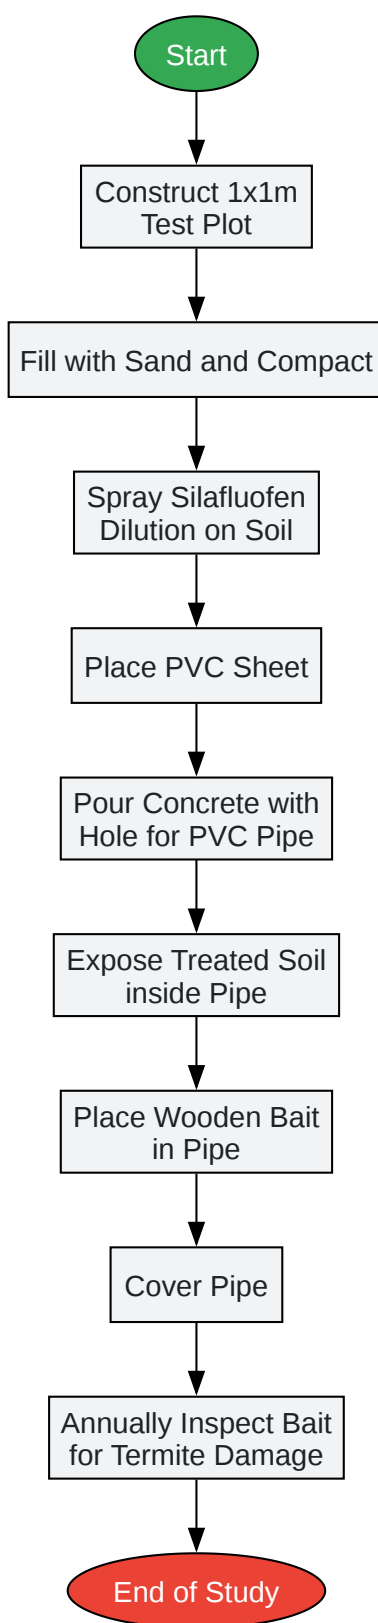 Start
Construct 1x1m
Test Plot
Fill with Sand and Compact
Spray Silafluofen
Dilution on Soil
Place PVC Sheet
Pour Concrete with
Hole for PVC Pipe
Expose Treated Soil
inside Pipe
Place Wooden Bait
in Pipe
Cover Pipe
Annually Inspect Bait
for Termite Damage
End of Study